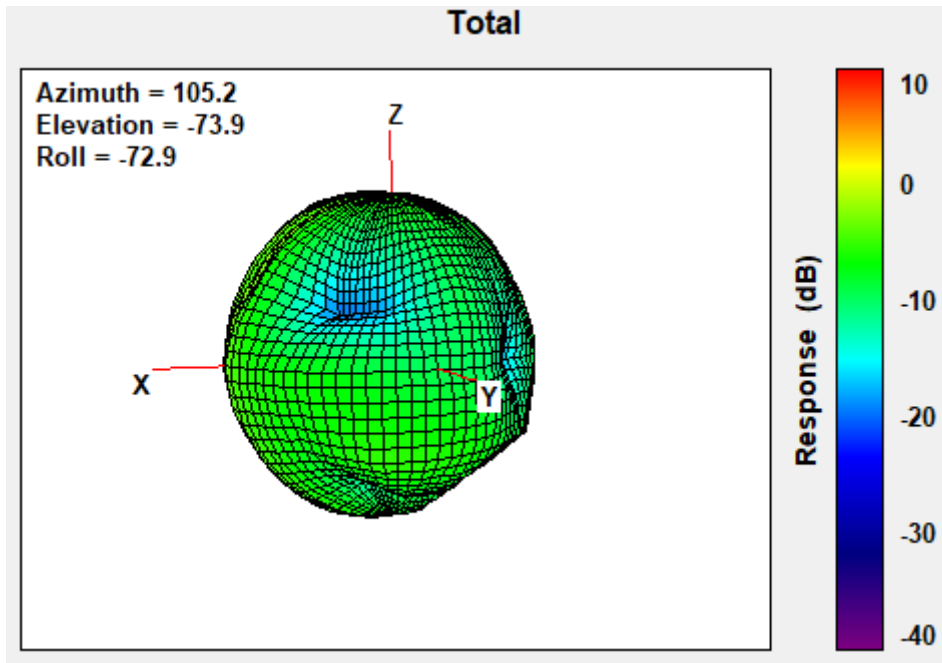 Total
Azimuth = 105.2
Elevation = -73.9
Roll = -72.9
Z
X
Y
10
0
-10
-20
-30
-40
Response (dB)